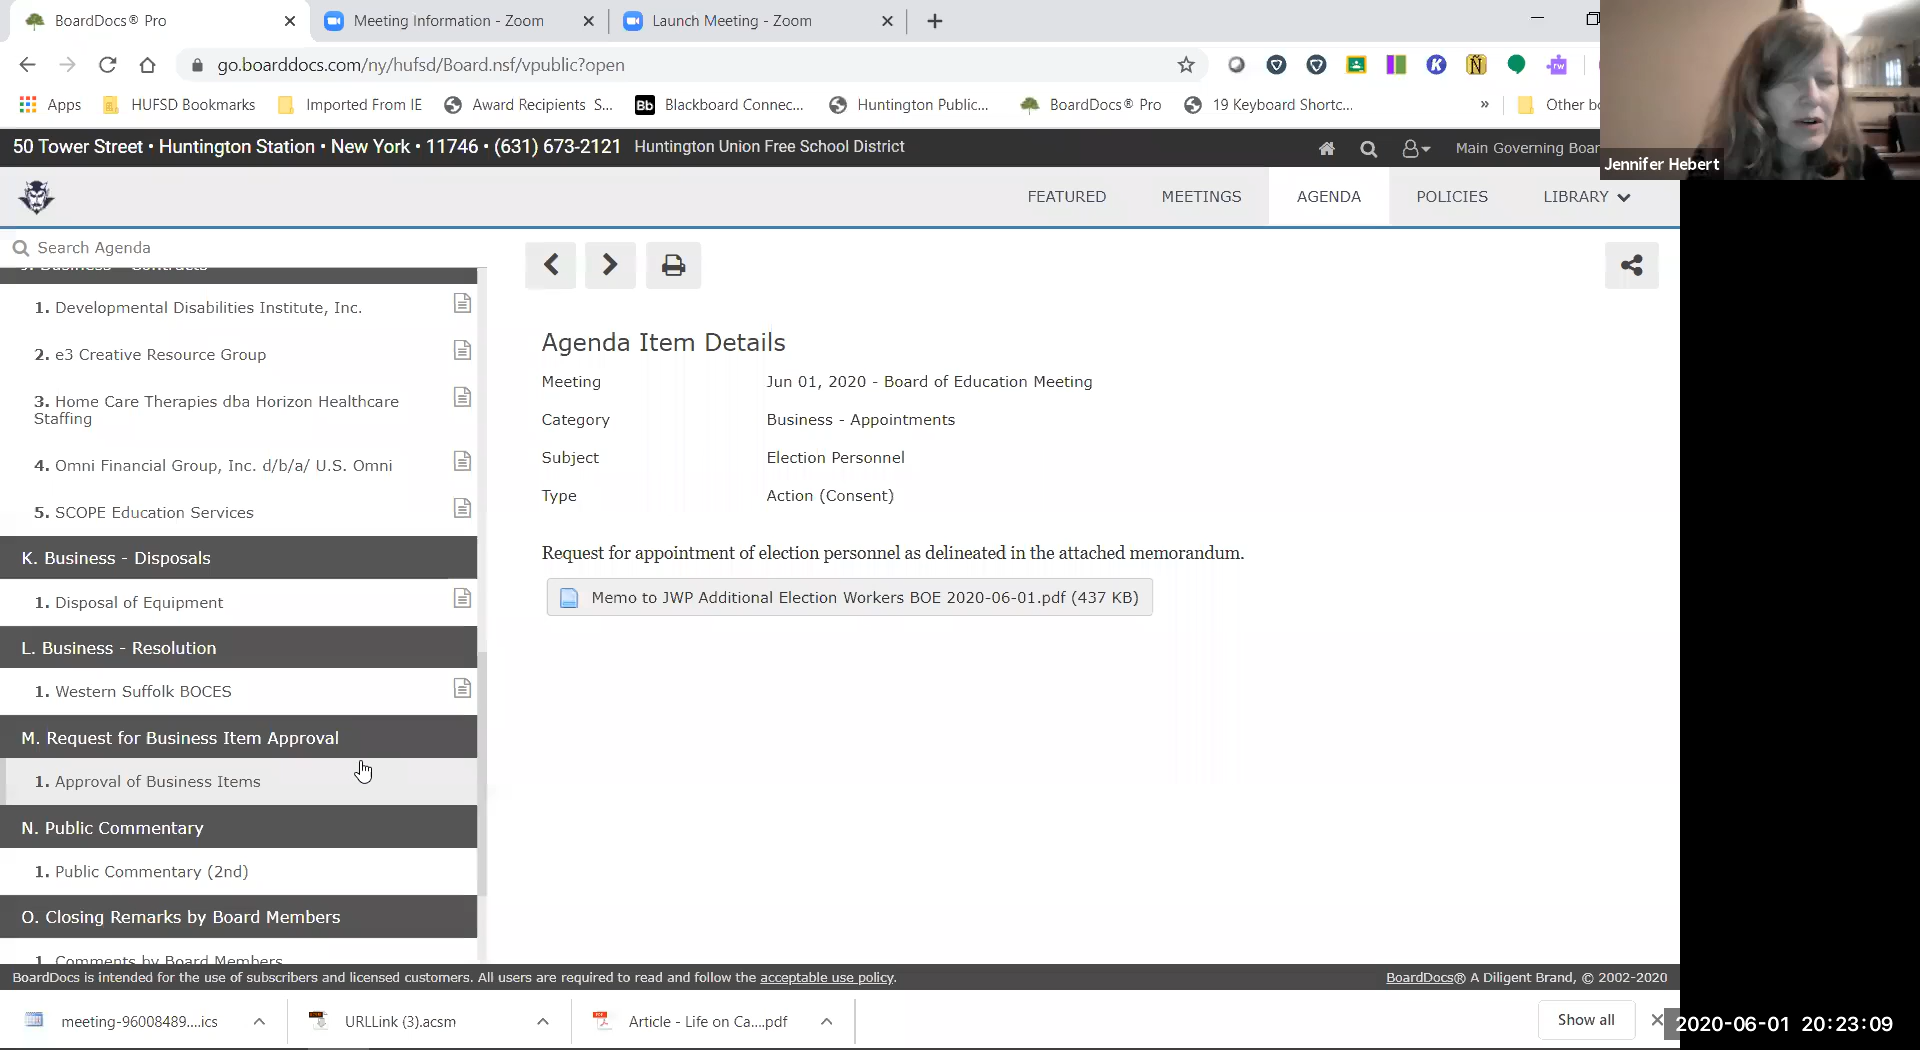 BoardDocs® Pro
Meeting Information - Zoom
Launch Meeting - Zoom
go.boarddocs.com/ny/hufsd/Board.nsf/vpublic?open
Apps
HUFSD Bookmarks
Imported From IE
Award Recipients S...
Bb Blackboard Connec...
Huntington Public...
BoardDocs® Pro
19 Keyboard Shortc...
»
Other bo
50 Tower Street • Huntington Station • New York • 11746 • (631) 673-2121 Huntington Union Free School District
Main Governing Boar
Jennifer Hebert
FEATURED
MEETINGS
AGENDA
POLICIES
LIBRARY
Search Agenda
J. Business - Contracts
1. Developmental Disabilities Institute, Inc.
2. e3 Creative Resource Group
3. Home Care Therapies dba Horizon Healthcare
Staffing
4. Omni Financial Group, Inc. d/b/a/ U.S. Omni
5. SCOPE Education Services
K. Business - Disposals
1. Disposal of Equipment
L. Business - Resolution
1. Western Suffolk BOCES
M. Request for Business Item Approval
1. Approval of Business Items
N. Public Commentary
1. Public Commentary (2nd)
O. Closing Remarks by Board Members
1. Comments by Board Members
Agenda Item Details
Meeting Jun 01, 2020 - Board of Education Meeting
Category Business - Appointments
Subject Election Personnel
Type Action (Consent)
Request for appointment of election personnel as delineated in the attached memorandum.
Memo to JWP Additional Election Workers BOE 2020-06-01.pdf (437 KB)
BoardDocs is intended for the use of subscribers and licensed customers. All users are required to read and follow the acceptable use policy.
BoardDocs® A Diligent Brand, © 2002-2020
meeting-96008489....ics
URLLink (3).acsm
Article - Life on Ca....pdf
Show all
2020-06-01 20:23:09